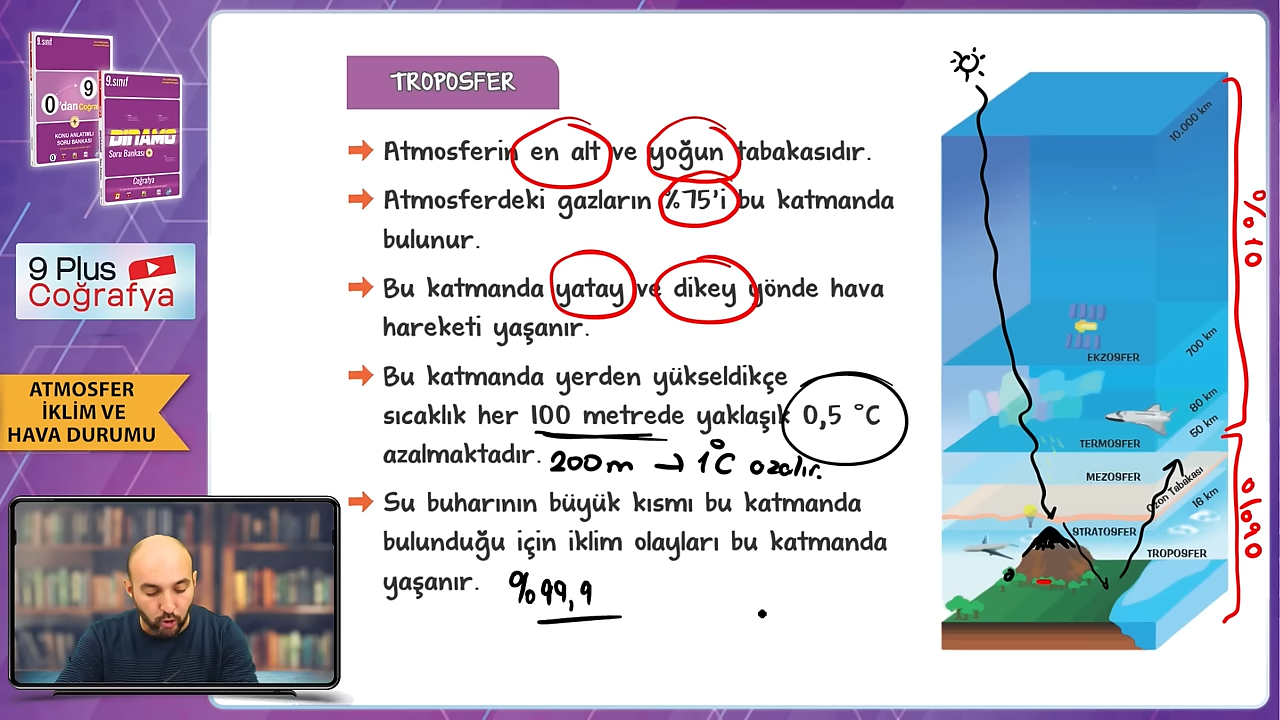 9.sınıf
0'dan 9 Coğra
KONU ANLATIMLI
SORU BANKASI
9.sınıf
DİNAMO
Soru Bankası
Coğrafya
9 Plus
Coğrafya
ATMOSFER
İKLİM VE
HAVA DURUMU
TROPOSFER
Atmosferin en alt ve yoğun tabakasıdır.
Atmosferdeki gazların %75'i bu katmanda
bulunur.
Bu katmanda yatay ve dikey yönde hava
hareketi yaşanır.
Bu katmanda yerden yükseldikçe
sıcaklık her 100 metrede yaklaşık 0,5 °C
azalmaktadır.
200m → 1°C azalır.
Su buharının büyük kısmı bu katmanda
bulunduğu için iklim olayları bu katmanda
yaşanır.
%99,9
10.000 km
EKZOSFER
700 km
80 km
TERMOSFER
50 km
MEZOSFER
Ozon Tabakası
16 km
STRATOSFER
TROPOSFER
%10
%90